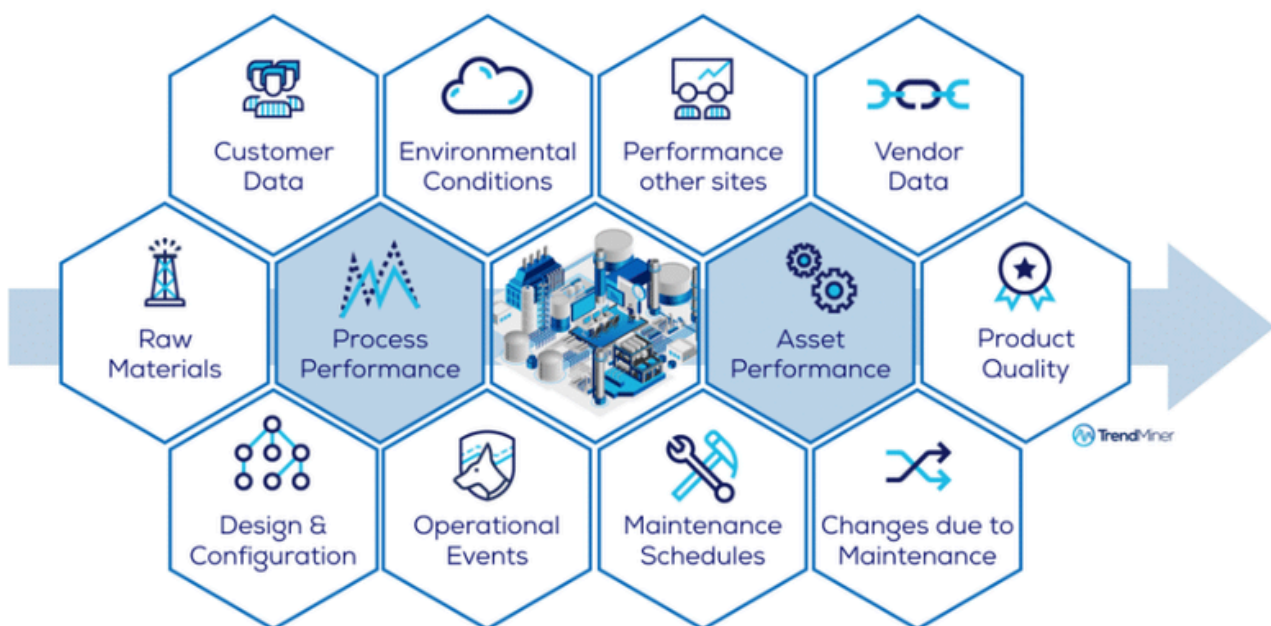 Customer
Data
Environmental
Conditions
Performance
other sites
Vendor
Data
Raw
Materials
Process
Performance
Asset
Performance
Product
Quality
TrendMiner
Design &
Configuration
Operational
Events
Maintenance
Schedules
Changes due to
Maintenance